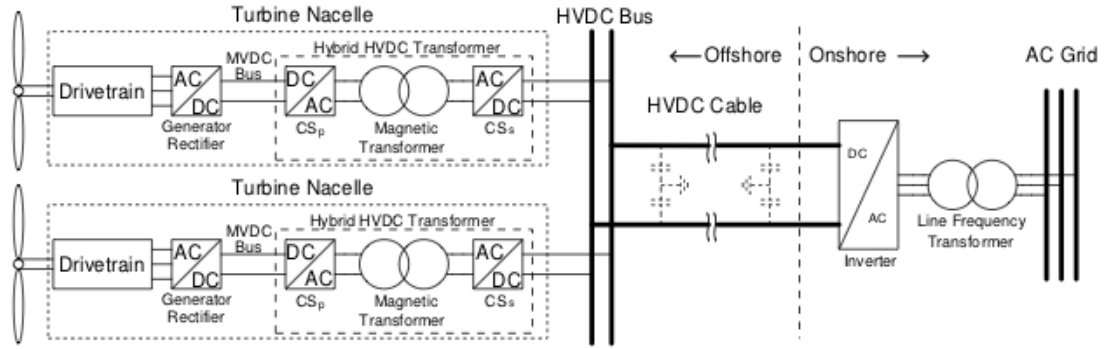 Turbine Nacelle
Hybrid HVDC Transformer
Drivetrain
AC
DC
Generator
Rectifier
MVDC
Bus
DC
AC
CSp
Magnetic
Transformer
AC
DC
CSs
Turbine Nacelle
Hybrid HVDC Transformer
Drivetrain
AC
DC
Generator
Rectifier
MVDC
Bus
DC
AC
CSp
Magnetic
Transformer
AC
DC
CSs
HVDC Bus
← Offshore
Onshore →
HVDC Cable
DC
AC
Inverter
Line Frequency
Transformer
AC Grid